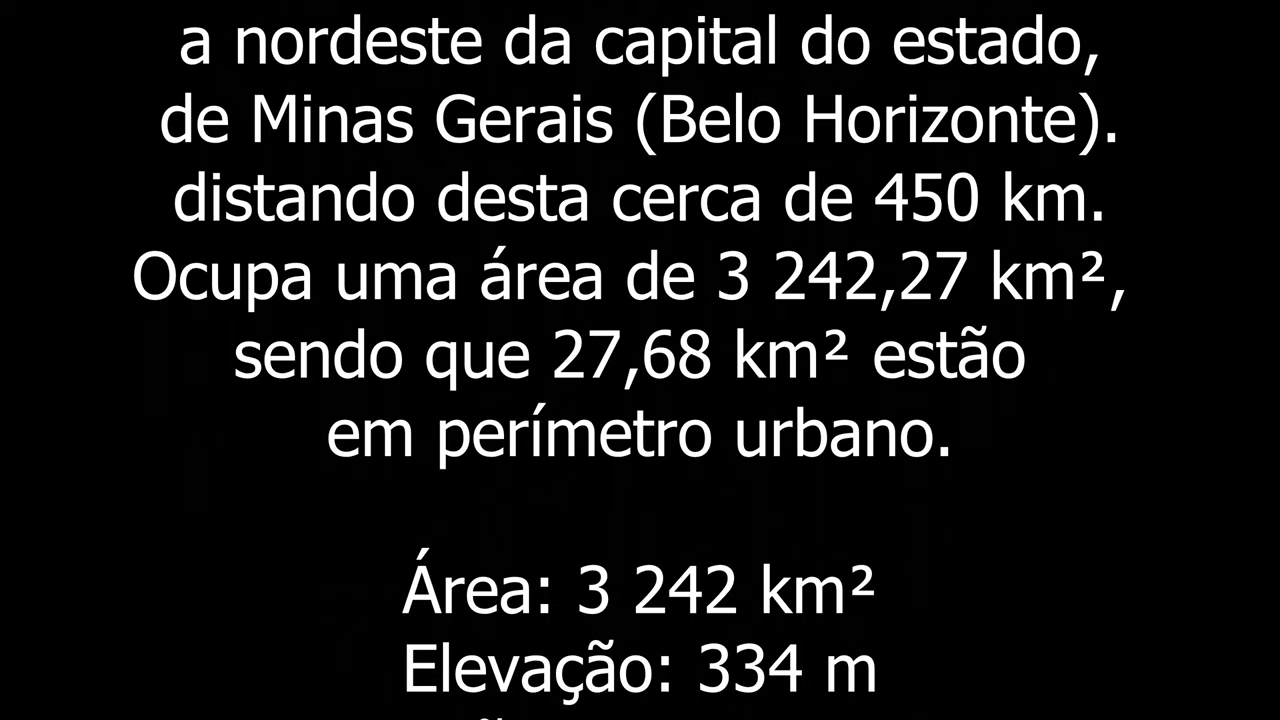 a nordeste da capital do estado,
de Minas Gerais (Belo Horizonte).
distando desta cerca de 450 km.
Ocupa uma área de 3 242,27 km²,
sendo que 27,68 km² estão
em perímetro urbano.
Área: 3 242 km²
Elevação: 334 m